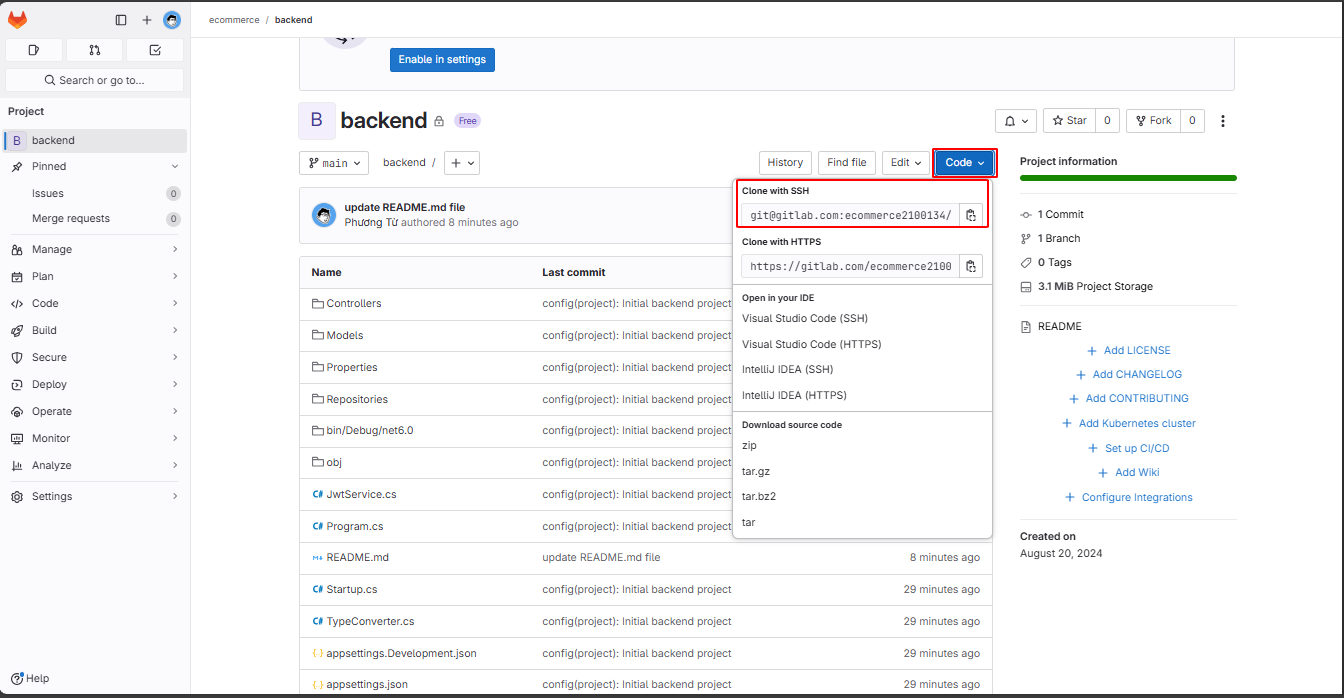 ecommerce / backend
Search or go to...
Enable in settings
Project
B backend
Pinned
Issues 0
Merge requests 0
Manage
Plan
Code
Build
Secure
Deploy
Operate
Monitor
Analyze
Settings
Help
B backend Free
Star 0
Fork 0
main
backend /
History
Find file
Edit
Code
update README.md file
Phương Từ authored 8 minutes ago
Clone with SSH
git@gitlab.com:ecommerce2100134/
Clone with HTTPS
https://gitlab.com/ecommerce2100
Open in your IDE
Visual Studio Code (SSH)
Visual Studio Code (HTTPS)
IntelliJ IDEA (SSH)
IntelliJ IDEA (HTTPS)
Download source code
zip
tar.gz
tar.bz2
tar
Name Last commit
Controllers config(project): Initial backend project
Models config(project): Initial backend project
Properties config(project): Initial backend project
Repositories config(project): Initial backend project
bin/Debug/net6.0 config(project): Initial backend project
obj config(project): Initial backend project
C# JwtService.cs config(project): Initial backend project
C# Program.cs config(project): Initial backend project
M+ README.md update README.md file 8 minutes ago
C# Startup.cs config(project): Initial backend project 29 minutes ago
C# TypeConverter.cs config(project): Initial backend project 29 minutes ago
{} appsettings.Development.json config(project): Initial backend project 29 minutes ago
{} appsettings.json config(project): Initial backend project 29 minutes ago
Project information
1 Commit
1 Branch
0 Tags
3.1 MiB Project Storage
README
+ Add LICENSE
+ Add CHANGELOG
+ Add CONTRIBUTING
+ Add Kubernetes cluster
+ Set up CI/CD
+ Add Wiki
+ Configure Integrations
Created on
August 20, 2024